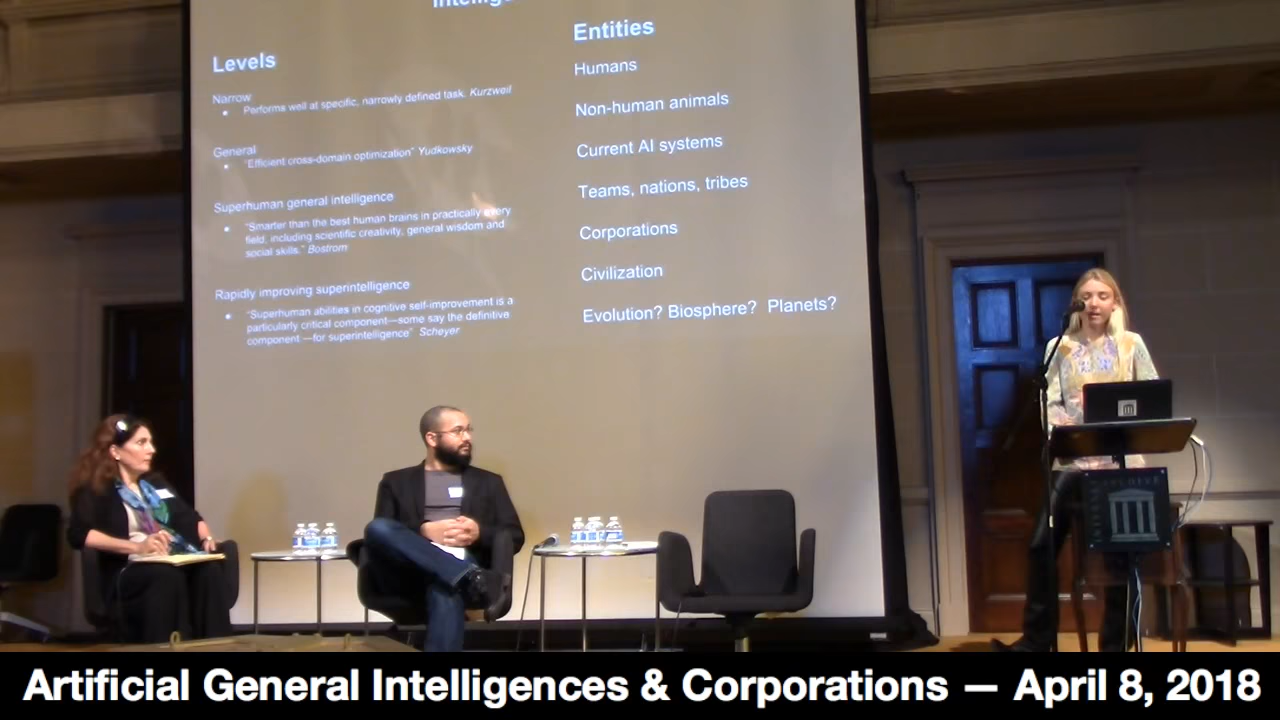 Levels
Narrow
Performs well at specific, narrowly defined task. Kurzweil
General
"Efficient cross-domain optimization" Yudkowsky
Superhuman general intelligence
"Smarter than the best human brains in practically every
field, including scientific creativity, general wisdom and
social skills." Bostrom
Rapidly improving superintelligence
"Superhuman abilities in cognitive self-improvement is a
particularly critical component—some say the definitive
component —for superintelligence" Scheyer
Entities
Humans
Non-human animals
Current AI systems
Teams, nations, tribes
Corporations
Civilization
Evolution? Biosphere? Planets?
INTERNET ARCHIVE
Artificial General Intelligences & Corporations — April 8, 2018